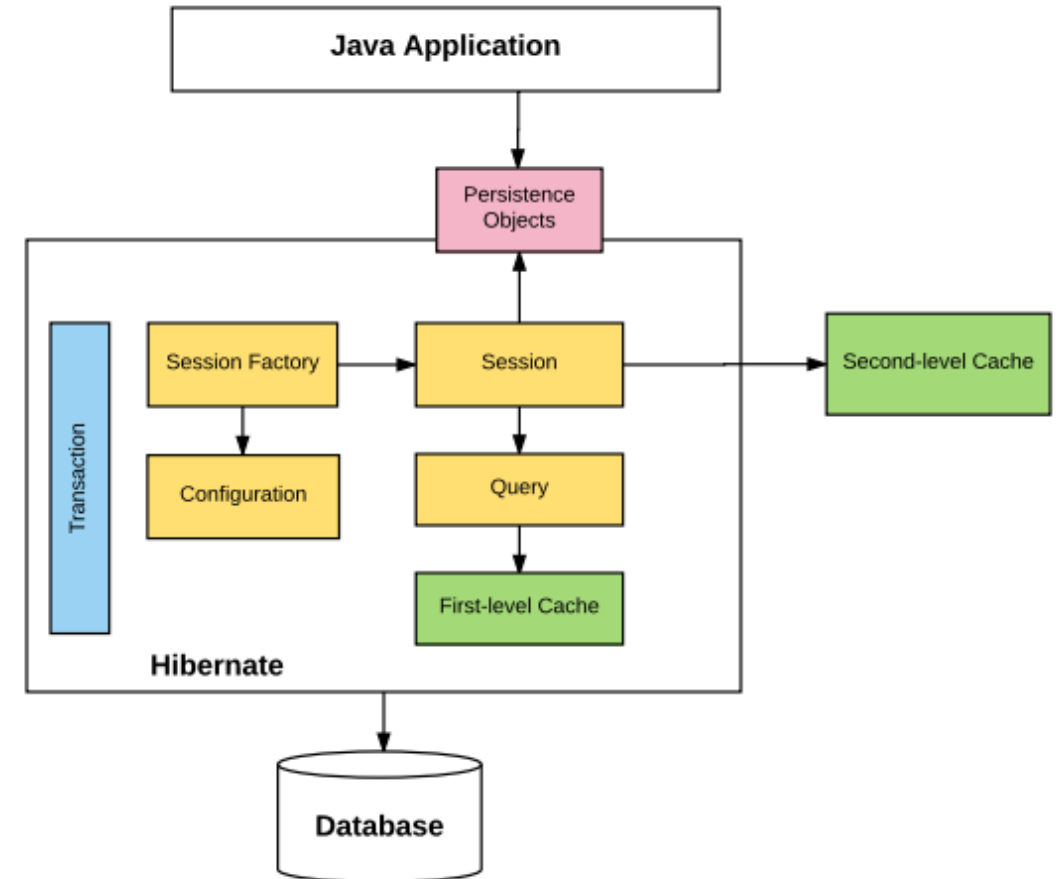 Java Application
Persistence
Objects
Session Factory
Session
Second-level Cache
Transaction
Configuration
Query
First-level Cache
Hibernate
Database